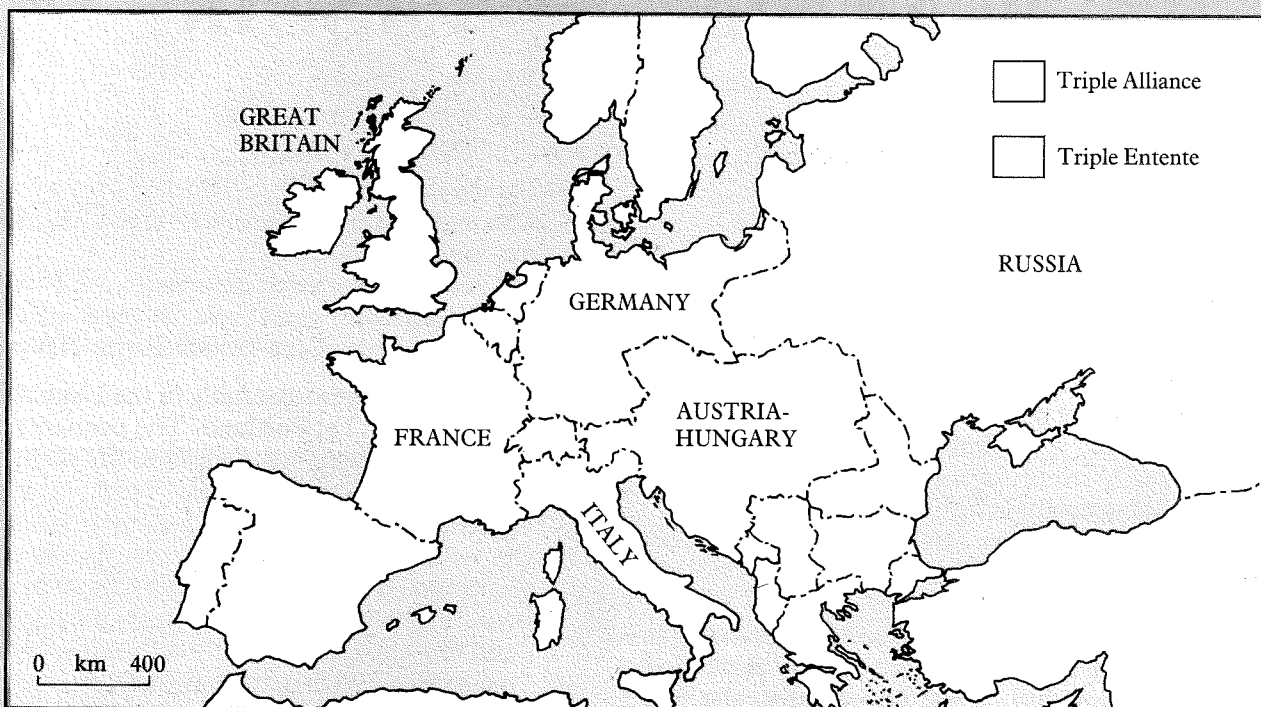 GREAT
BRITAIN
Triple Alliance
Triple Entente
RUSSIA
GERMANY
AUSTRIA-
HUNGARY
FRANCE
ITALY
0 km 400